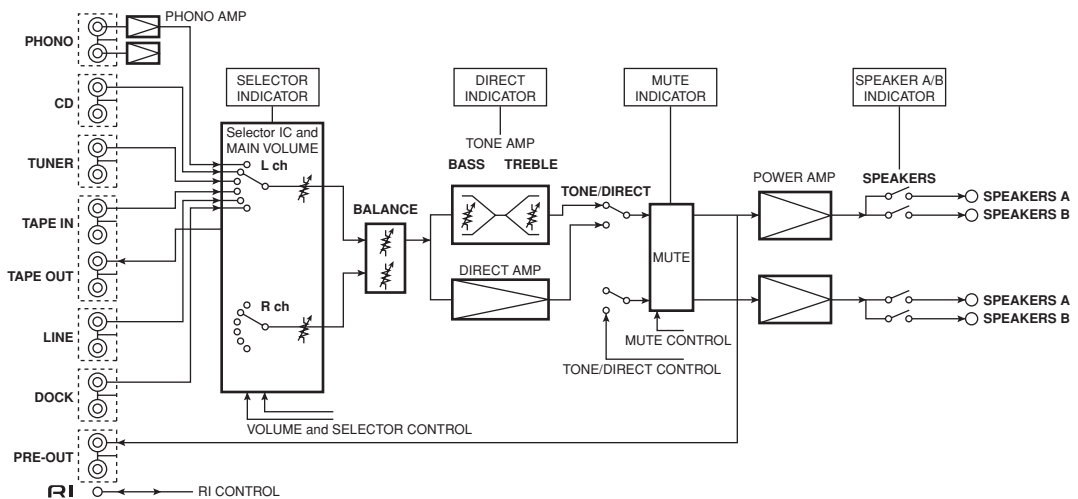 PHONO AMP
PHONO
SELECTOR
INDICATOR
DIRECT
INDICATOR
MUTE
INDICATOR
SPEAKER A/B
INDICATOR
CD
Selector IC and
MAIN VOLUME
TONE AMP
L ch
BASS
TREBLE
TUNER
TONE/DIRECT
POWER AMP
SPEAKERS
SPEAKERS A
SPEAKERS B
TAPE IN
BALANCE
MUTE
TAPE OUT
DIRECT AMP
R ch
SPEAKERS A
SPEAKERS B
LINE
MUTE CONTROL
TONE/DIRECT CONTROL
DOCK
VOLUME and SELECTOR CONTROL
PRE-OUT
RI
RI CONTROL